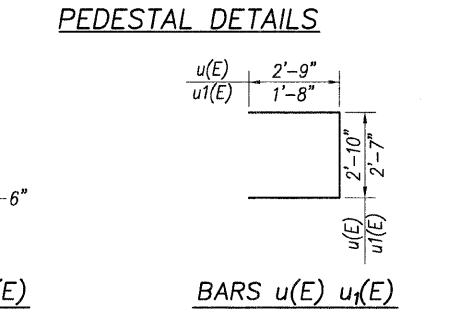 PEDESTAL DETAILS
u(E) 2'-9"
u1(E) 1'-8"
2'-10"
2'-7"
-6"
u(E)
u1(E)
(E)
BARS u(E) u₁(E)